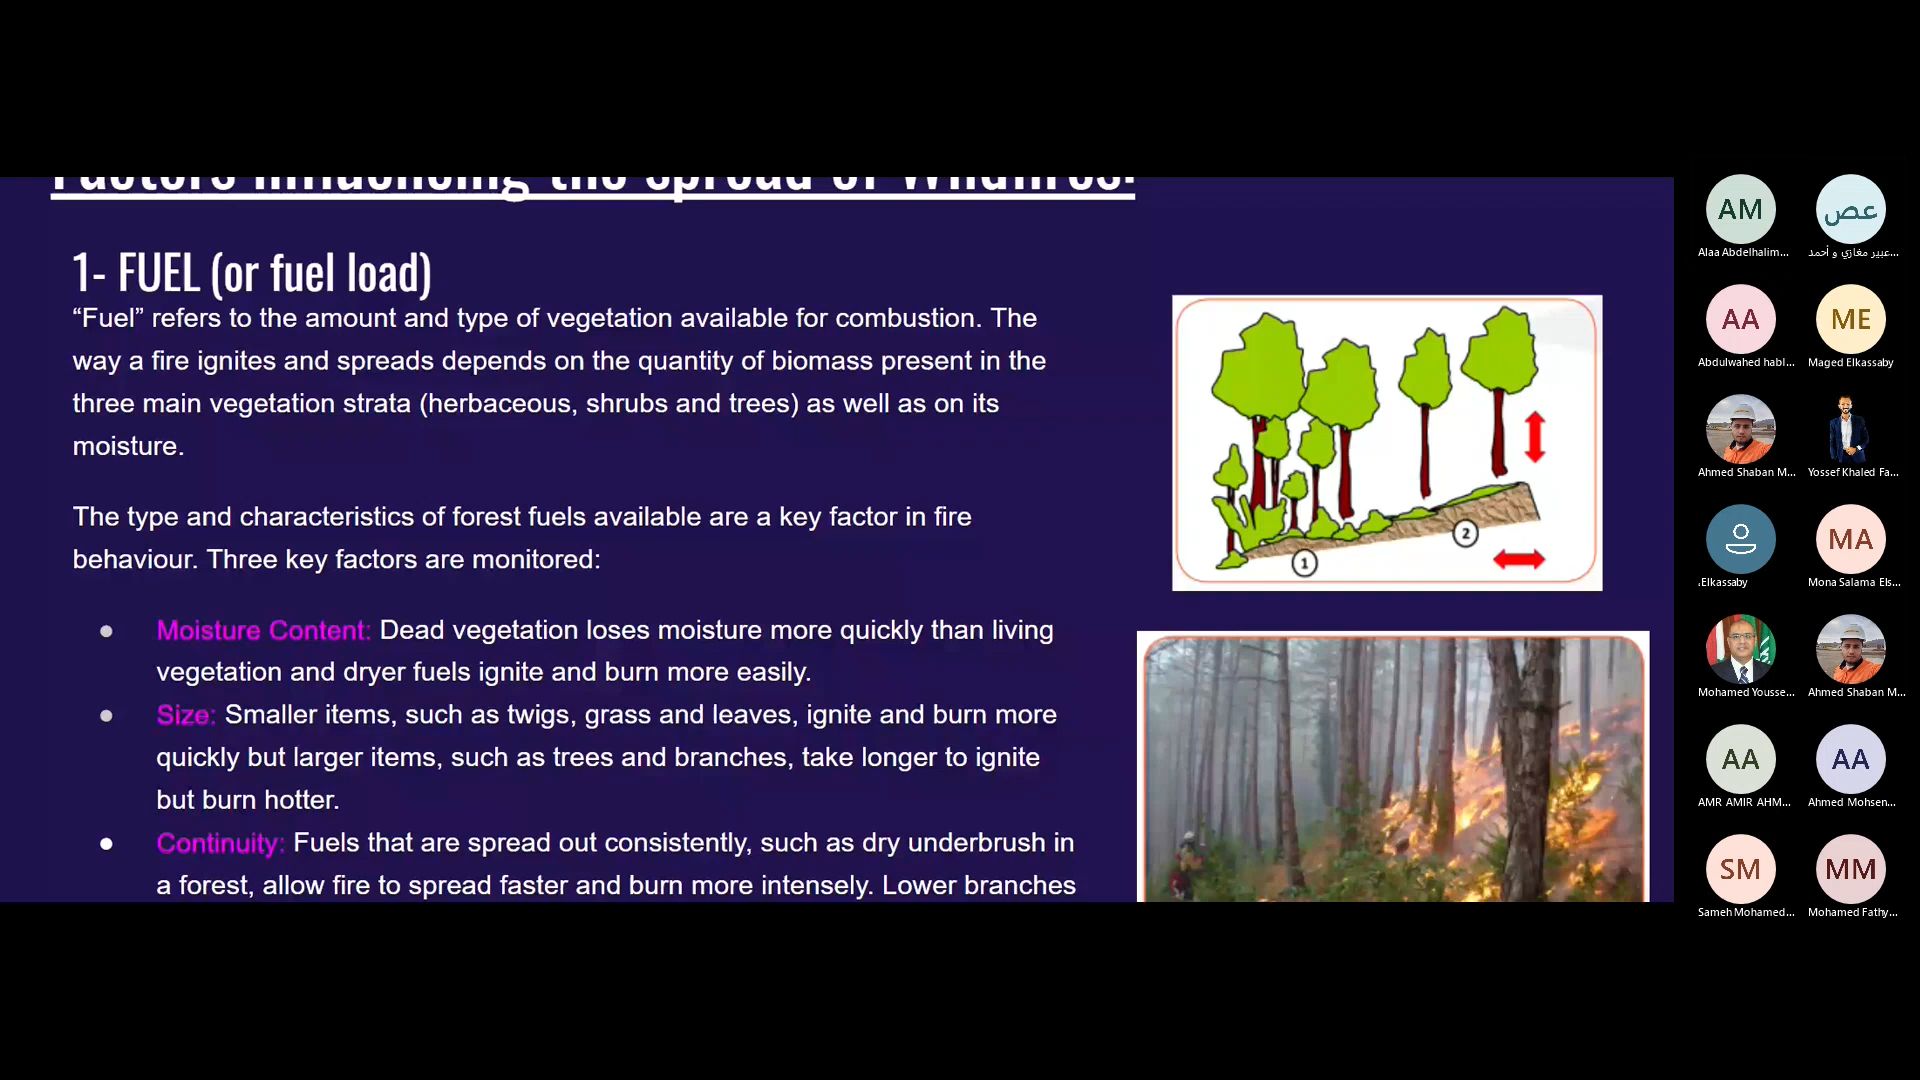 Factors influencing the spread of Wildfires:
1- FUEL (or fuel load)
“Fuel” refers to the amount and type of vegetation available for combustion. The
way a fire ignites and spreads depends on the quantity of biomass present in the
three main vegetation strata (herbaceous, shrubs and trees) as well as on its
moisture.
The type and characteristics of forest fuels available are a key factor in fire
behaviour. Three key factors are monitored:
● Moisture Content: Dead vegetation loses moisture more quickly than living
vegetation and dryer fuels ignite and burn more easily.
● Size: Smaller items, such as twigs, grass and leaves, ignite and burn more
quickly but larger items, such as trees and branches, take longer to ignite
but burn hotter.
● Continuity: Fuels that are spread out consistently, such as dry underbrush in
a forest, allow fire to spread faster and burn more intensely. Lower branches
1
2
AM
Alaa Abdelhalim...
عص
عبير مغازي و أحمد...
AA
Abdulwahed habl...
ME
Maged Elkassaby
Ahmed Shaban M...
Yossef Khaled Fa...
.Elkassaby
MA
Mona Salama Els...
Mohamed Yousse...
Ahmed Shaban M...
AA
AMR AMIR AHM...
AA
Ahmed Mohsen...
SM
Sameh Mohamed...
MM
Mohamed Fathy...